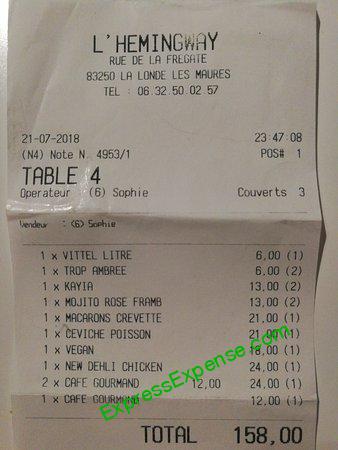 L'HEMINGWAY
RUE DE LA FREGATE
83250 LA LONDE LES MAURES
TEL : 06.32.50.02.57
21-07-2018 23:47:08
(N4) Note N. 4953/1 POS# 1
TABLE 4
Operateur (6) Sophie Couverts 3
Vendeur : (6) Sophie
1 x VITTEL LITRE 6,00 (1)
1 x TROP AMBREE 6,00 (2)
1 x KAYIA 13,00 (2)
1 x MOJITO ROSE FRAMB 13,00 (2)
1 x MACARONS CREVETTE 21,00 (1)
1 x CEVICHE POISSON 21,00 (1)
1 x VEGAN 18,00 (1)
1 x NEW DEHLI CHICKEN 24,00 (1)
2 x CAFE GOURMAND 12,00 24,00 (1)
1 x CAFE GOURMAND 12,00 (1)
TOTAL 158,00
ExpressExpense.com